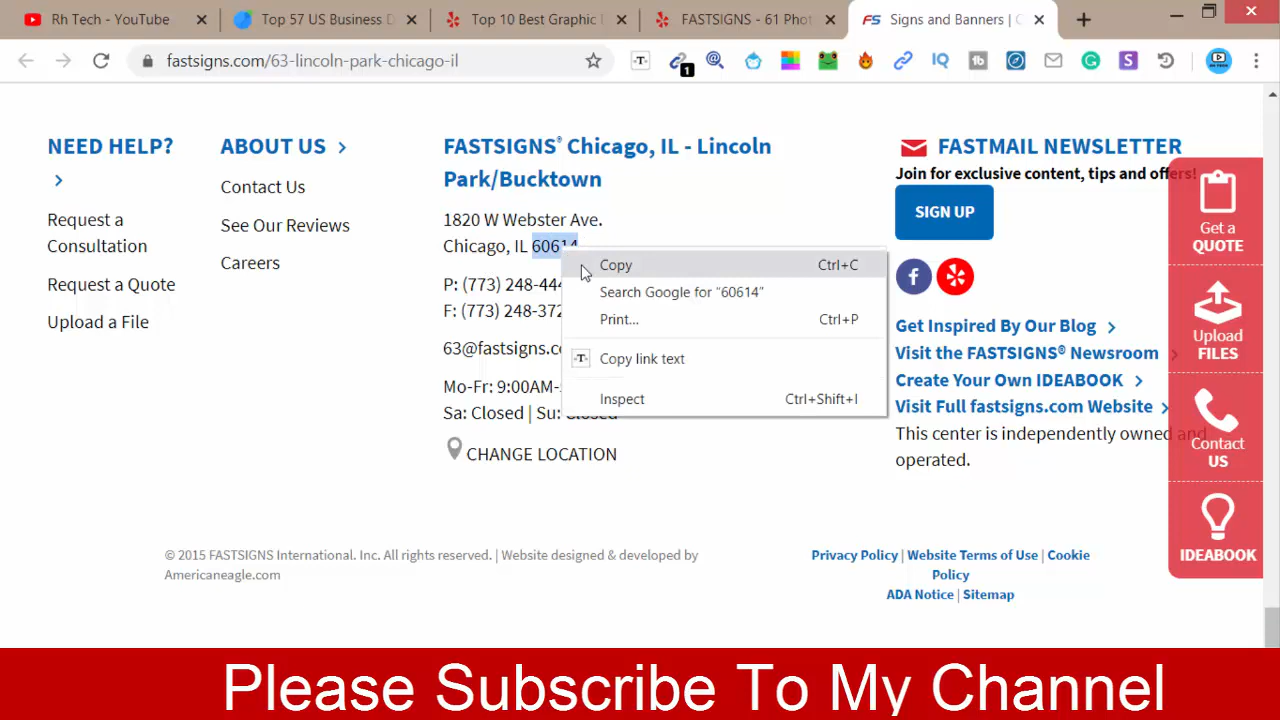 Rh Tech - YouTube
Top 57 US Business D
Top 10 Best Graphic
FASTSIGNS - 61 Phot
FS Signs and Banners |
fastsigns.com/63-lincoln-park-chicago-il
-T-
1
IQ
tb
G
S
NEED HELP?
Request a
Consultation
Request a Quote
Upload a File
ABOUT US
Contact Us
See Our Reviews
Careers
FASTSIGNS® Chicago, IL - Lincoln
Park/Bucktown
1820 W Webster Ave.
Chicago, IL 60614
P: (773) 248-444
F: (773) 248-372
63@fastsigns.co
Mo-Fr: 9:00AM-
Sa: Closed | Su: Closed
CHANGE LOCATION
Copy Ctrl+C
Search Google for “60614”
Print... Ctrl+P
-T- Copy link text
Inspect Ctrl+Shift+I
FASTMAIL NEWSLETTER
Join for exclusive content, tips and offers!
SIGN UP
Get Inspired By Our Blog
Visit the FASTSIGNS® Newsroom
Create Your Own IDEABOOK
Visit Full fastsigns.com Website
This center is independently owned and
operated.
Get a
QUOTE
Upload
FILES
Contact
US
IDEABOOK
© 2015 FASTSIGNS International. Inc. All rights reserved. | Website designed & developed by
Americaneagle.com
Privacy Policy | Website Terms of Use | Cookie
Policy
ADA Notice | Sitemap
Please Subscribe To My Channel